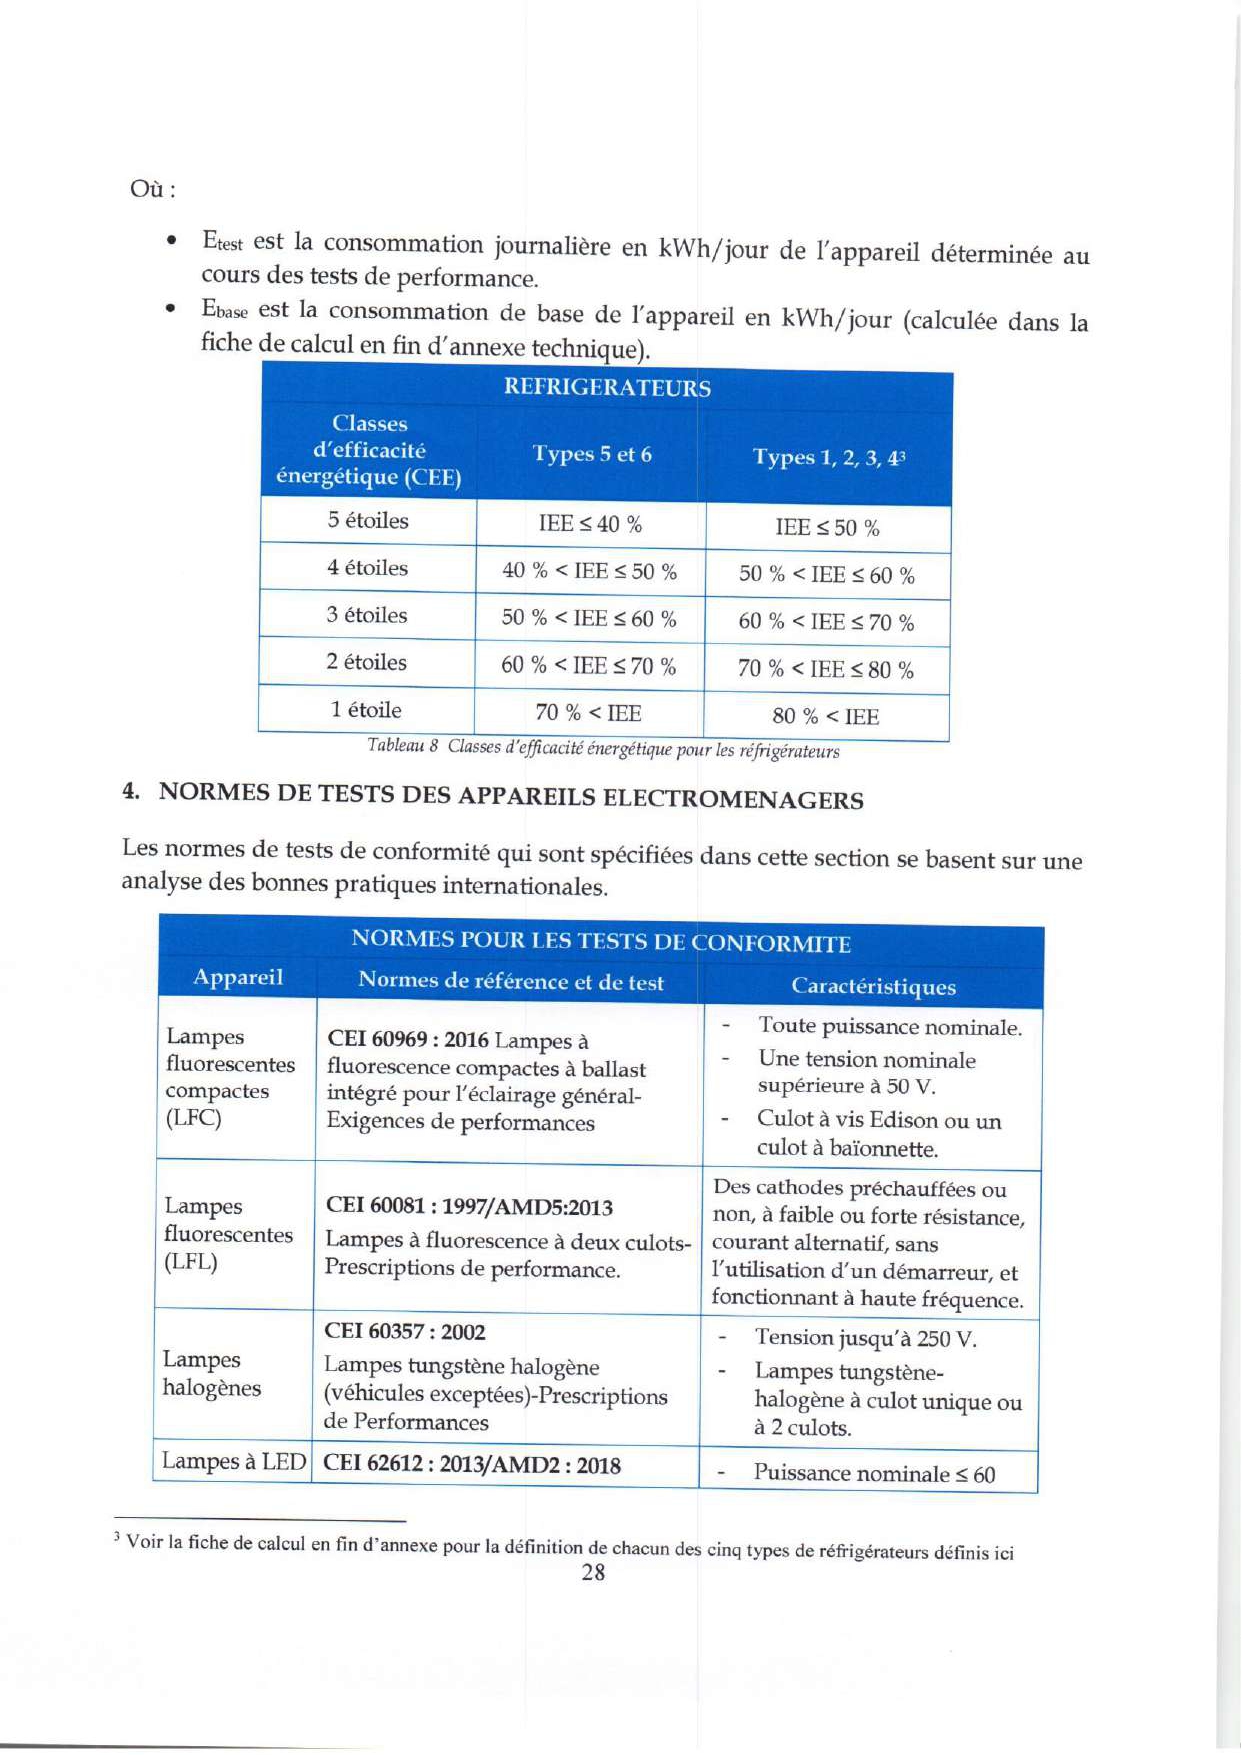 Où :
• Etest est la consommation journalière en kWh/jour de l'appareil déterminée au
cours des tests de performance.
• Ebase est la consommation de base de l'appareil en kWh/jour (calculée dans la
fiche de calcul en fin d'annexe technique).
REFRIGERATEURS
Classes
d'efficacité
énergétique (CEE)
Types 5 et 6
Types 1, 2, 3, 4³
5 étoiles
IEE ≤ 40 %
IEE ≤ 50 %
4 étoiles
40 % < IEE ≤ 50 %
50 % < IEE ≤ 60 %
3 étoiles
50 % < IEE ≤ 60 %
60 % < IEE ≤ 70 %
2 étoiles
60 % < IEE ≤ 70 %
70 % < IEE ≤ 80 %
1 étoile
70 % < IEE
80 % < IEE
Tableau 8 Classes d'efficacité énergétique pour les réfrigérateurs
4. NORMES DE TESTS DES APPAREILS ELECTROMENAGERS
Les normes de tests de conformité qui sont spécifiées dans cette section se basent sur une
analyse des bonnes pratiques internationales.
NORMES POUR LES TESTS DE CONFORMITE
Appareil
Normes de référence et de test
Caractéristiques
Lampes
fluorescentes
compactes
(LFC)
CEI 60969 : 2016 Lampes à
fluorescence compactes à ballast
intégré pour l'éclairage général-
Exigences de performances
- Toute puissance nominale.
- Une tension nominale
supérieure à 50 V.
- Culot à vis Edison ou un
culot à baïonnette.
Lampes
fluorescentes
(LFL)
CEI 60081 : 1997/AMD5:2013
Lampes à fluorescence à deux culots-
Prescriptions de performance.
Des cathodes préchauffées ou
non, à faible ou forte résistance,
courant alternatif, sans
l'utilisation d'un démarreur, et
fonctionnant à haute fréquence.
Lampes
halogènes
CEI 60357 : 2002
Lampes tungstène halogène
(véhicules exceptées)-Prescriptions
de Performances
- Tension jusqu'à 250 V.
- Lampes tungstène-
halogène à culot unique ou
à 2 culots.
Lampes à LED
CEI 62612 : 2013/AMD2 : 2018
- Puissance nominale ≤ 60
³ Voir la fiche de calcul en fin d'annexe pour la définition de chacun des cinq types de réfrigérateurs définis ici
28